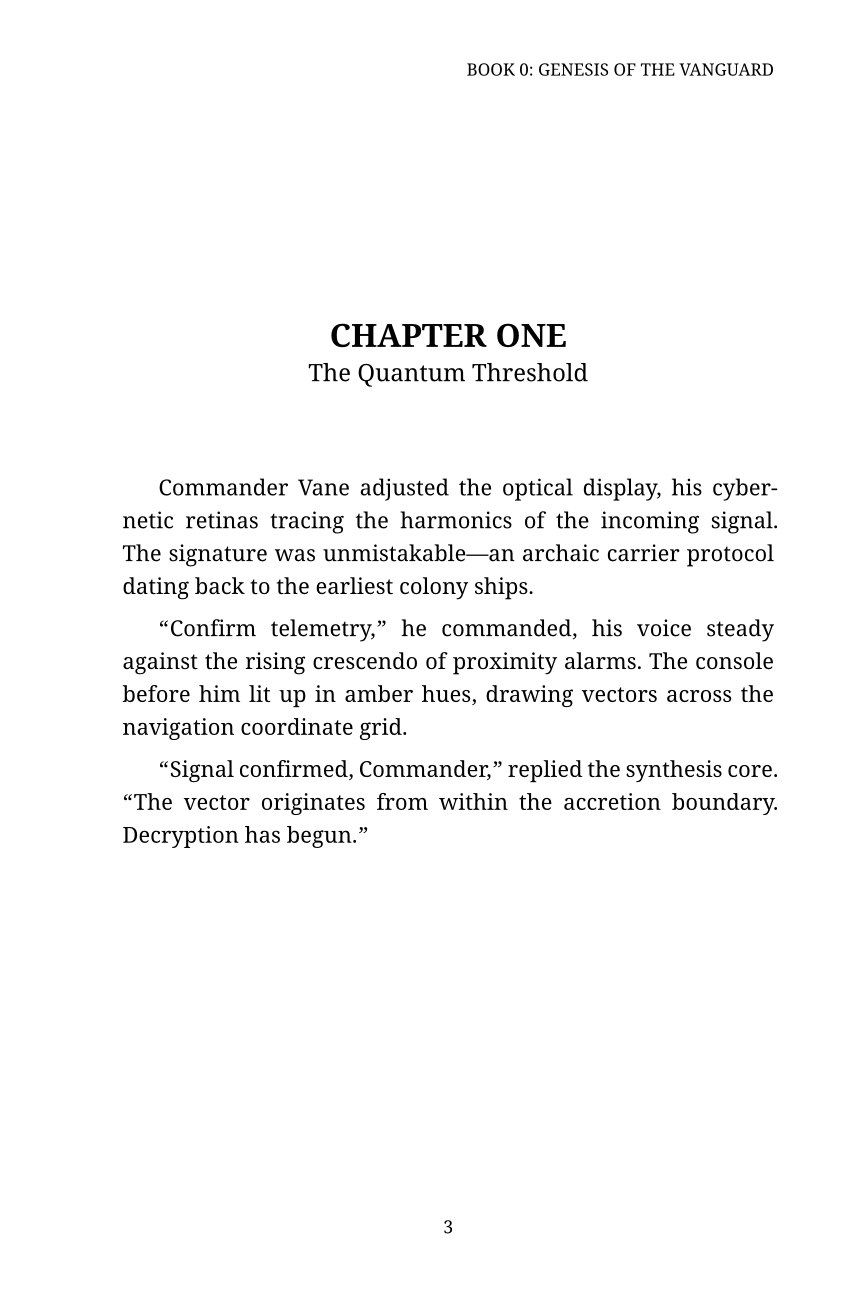 BOOK 0: GENESIS OF THE VANGUARD
CHAPTER ONE
The Quantum Threshold
Commander Vane adjusted the optical display, his cyber-
netic retinas tracing the harmonics of the incoming signal.
The signature was unmistakable—an archaic carrier protocol
dating back to the earliest colony ships.
“Confirm telemetry,” he commanded, his voice steady
against the rising crescendo of proximity alarms. The console
before him lit up in amber hues, drawing vectors across the
navigation coordinate grid.
“Signal confirmed, Commander,” replied the synthesis core.
“The vector originates from within the accretion boundary.
Decryption has begun.”
3